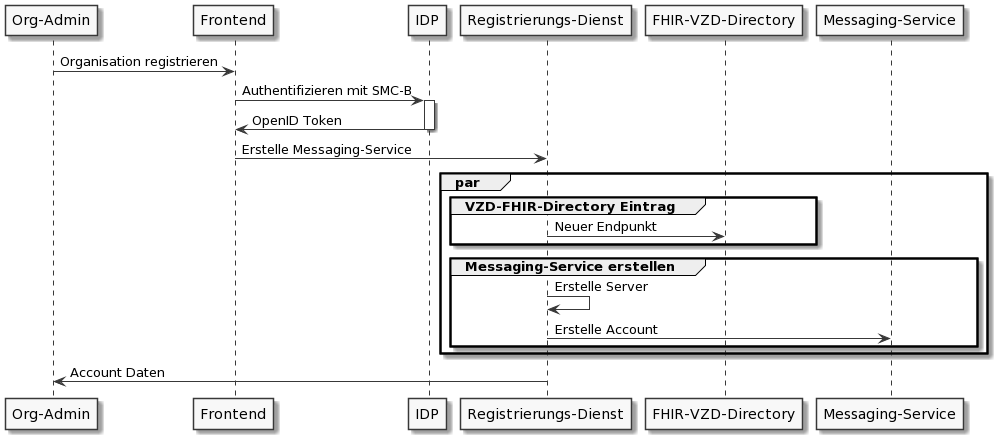 Org-Admin
Frontend
IDP
Registrierungs-Dienst
FHIR-VZD-Directory
Messaging-Service
Organisation registrieren
Authentifizieren mit SMC-B
OpenID Token
Erstelle Messaging-Service
par
VZD-FHIR-Directory Eintrag
Neuer Endpunkt
Messaging-Service erstellen
Erstelle Server
Erstelle Account
Account Daten
Org-Admin
Frontend
IDP
Registrierungs-Dienst
FHIR-VZD-Directory
Messaging-Service